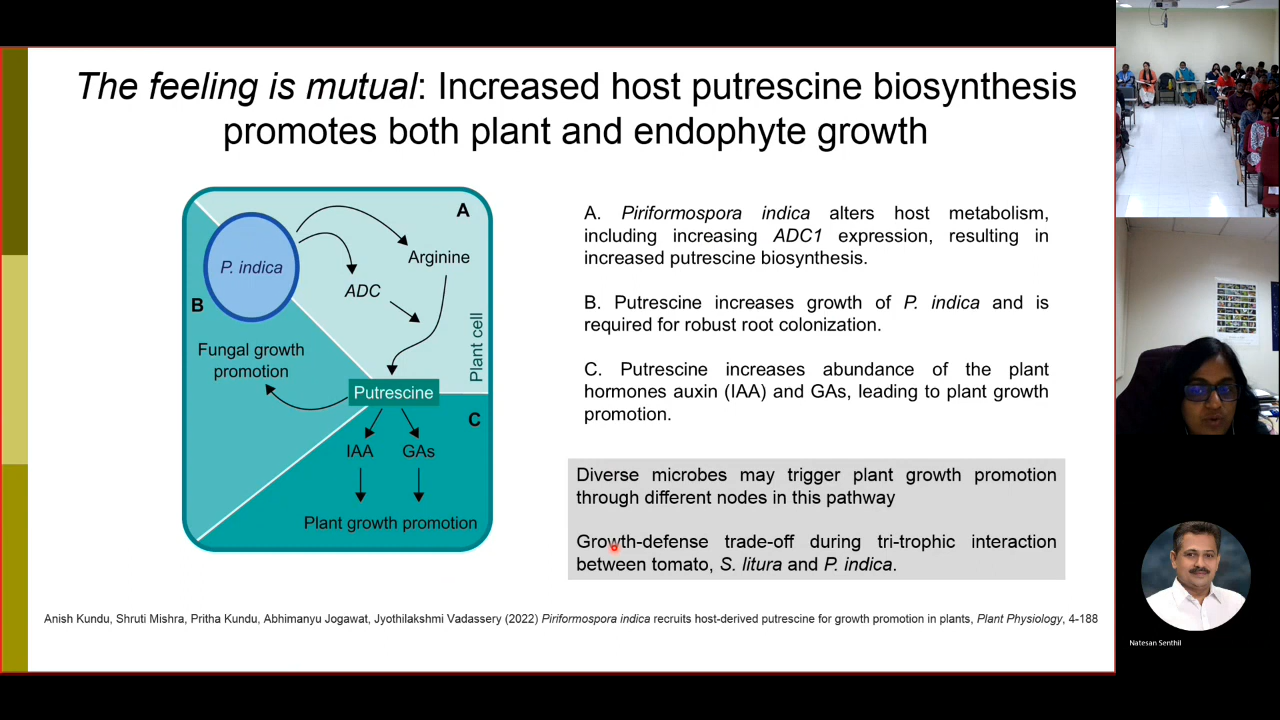 The feeling is mutual: Increased host putrescine biosynthesis
promotes both plant and endophyte growth
A
P. indica
Arginine
ADC
B
Plant cell
Fungal growth
promotion
Putrescine
C
IAA
GAs
Plant growth promotion
A. Piriformospora indica alters host metabolism,
including increasing ADC1 expression, resulting in
increased putrescine biosynthesis.
B. Putrescine increases growth of P. indica and is
required for robust root colonization.
C. Putrescine increases abundance of the plant
hormones auxin (IAA) and GAs, leading to plant growth
promotion.
Diverse microbes may trigger plant growth promotion
through different nodes in this pathway
Growth-defense trade-off during tri-trophic interaction
between tomato, S. litura and P. indica.
Anish Kundu, Shruti Mishra, Pritha Kundu, Abhimanyu Jogawat, Jyothilakshmi Vadassery (2022) Piriformospora indica recruits host-derived putrescine for growth promotion in plants, Plant Physiology, 4-188
Natesan Senthil